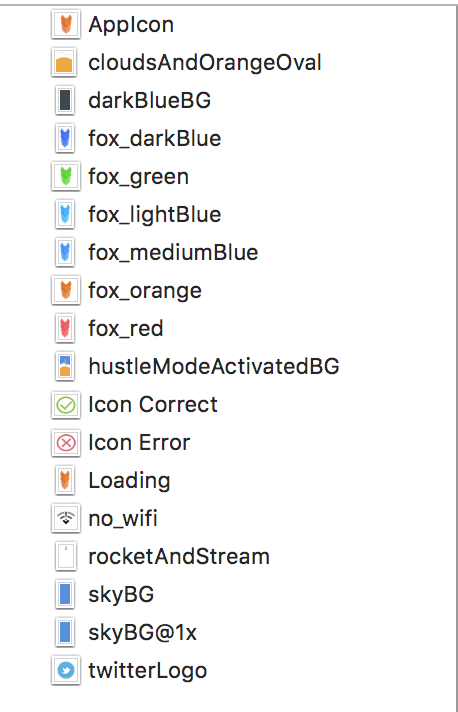 AppIcon
cloudsAndOrangeOval
darkBlueBG
fox_darkBlue
fox_green
fox_lightBlue
fox_mediumBlue
fox_orange
fox_red
hustleModeActivatedBG
Icon Correct
Icon Error
Loading
no_wifi
rocketAndStream
skyBG
skyBG@1x
twitterLogo